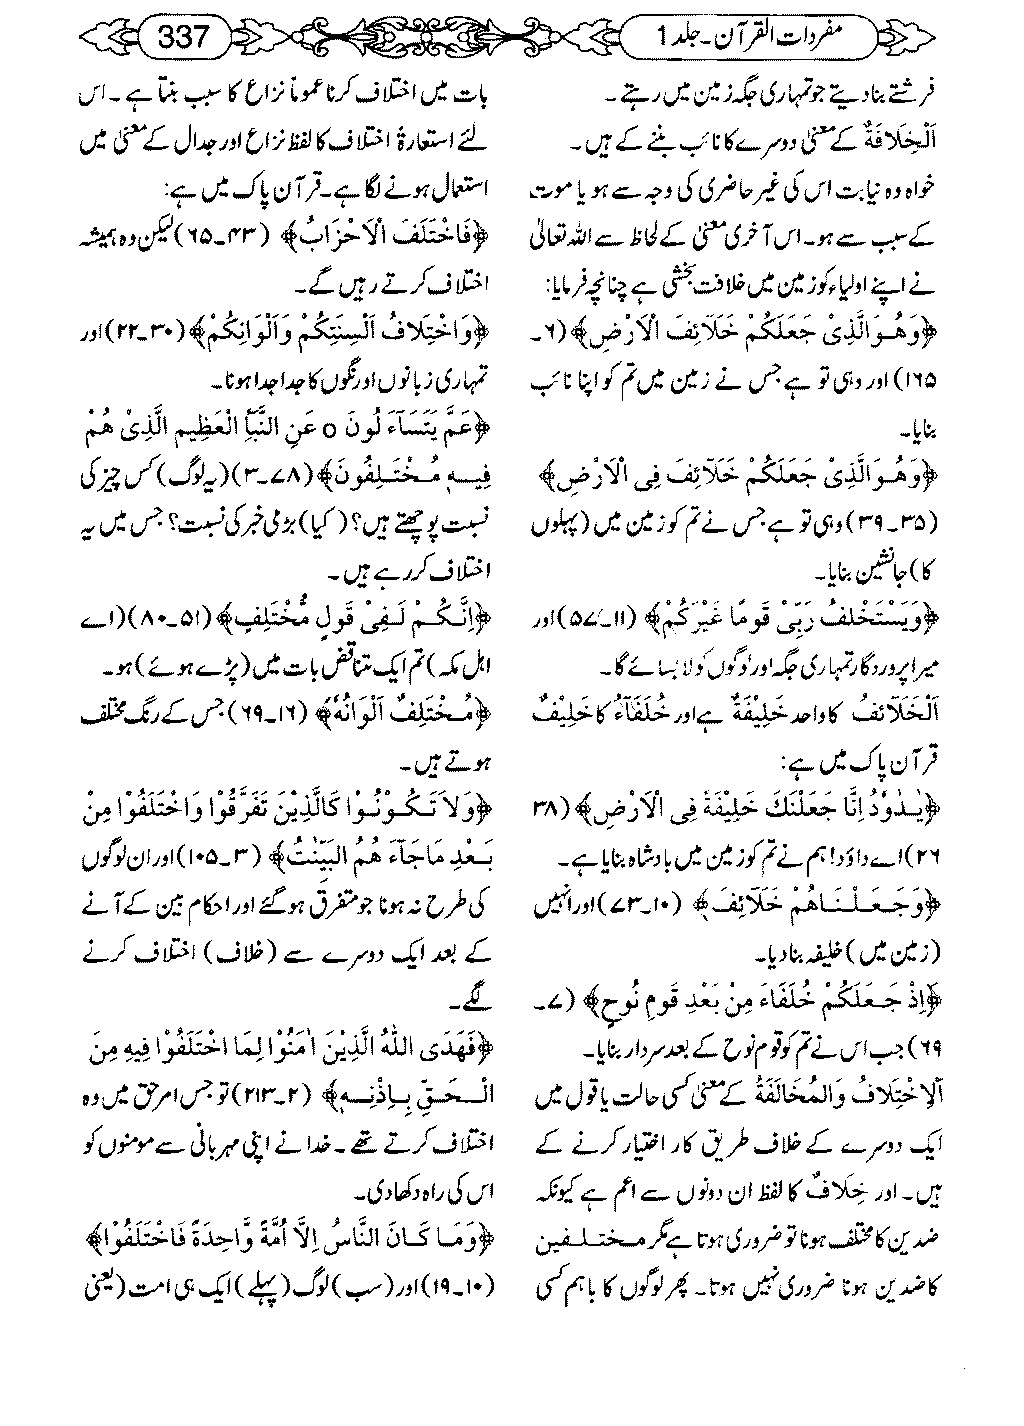 مفردات القرآن۔ جلد 1
337
فرشتے بنا دیتے جو تمہاری جگہ زمین میں رہتے۔
اَلْخِلَافَةُ کے معنی دوسرے کا نائب بننے کے ہیں۔
خواہ وہ نیابت اس کی غیر حاضری کی وجہ سے ہو یا موت
کے سبب سے ہو۔ اس آخری معنی کے لحاظ سے اللہ تعالیٰ
نے اپنے اولیاء کو زمین میں خلافت بخشی ہے چنانچہ فرمایا:
﴿وَهُوَ الَّذِیْ جَعَلَكُمْ خَلَآئِفَ الْاَرْضِ﴾ (۶۔
۱۶۵) اور وہی تو ہے جس نے زمین میں تم کو اپنا نائب
بنایا۔
﴿وَهُوَ الَّذِیْ جَعَلَكُمْ خَلَآئِفَ فِی الْاَرْضِ﴾
(۳۵۔۳۹) وہی تو ہے جس نے تم کو زمین میں (پہلوں
کا) جانشین بنایا۔
﴿وَیَسْتَخْلِفُ رَبِّیْ قَوْمًا غَیْرَكُمْ﴾ (۱۱۔۵۷) اور
میرا پروردگار تمہاری جگہ اور لوگوں کو لا بسائے گا۔
اَلْخَلَآئِفُ کا واحد خَلِیْفَةٌ ہے اور خُلَفَآءُ کا خَلِیْفٌ
قرآن پاک میں ہے:
﴿یٰدَاوٗدُ اِنَّا جَعَلْنٰكَ خَلِیْفَةً فِی الْاَرْضِ﴾ (۳۸
۲۶) اے داؤد! ہم نے تم کو زمین میں بادشاہ بنایا ہے۔
﴿وَجَعَلْنَاهُمْ خَلَآئِفَ﴾ (۱۰۔۷۳) اور انہیں
(زمین میں) خلیفہ بنا دیا۔
﴿اِذْ جَعَلَكُمْ خُلَفَاءَ مِنْ بَعْدِ قَوْمِ نُوحٍ﴾ (۷۔
۶۹) جب اس نے تم کو قوم نوح کے بعد سردار بنایا۔
اَلْاِخْتِلَافُ وَالْمُخَالَفَةُ کے معنی کسی حالت یا قول میں
ایک دوسرے کے خلاف طریق کار اختیار کرنے کے
ہیں۔ اور خِلَافٌ کا لفظ ان دونوں سے اعم ہے کیونکہ
ضدین کا مختلف ہونا تو ضروری ہوتا ہے مگر مختلفین
کا ضدین ہونا ضروری نہیں ہوتا۔ پھر لوگوں کا باہم کسی
بات میں اختلاف کرنا عموماً نزاع کا سبب بنتا ہے۔ اس
لئے استعارۃً اختلاف کا لفظ نزاع اور جدال کے معنی میں
استعمال ہونے لگا ہے۔ قرآن پاک میں ہے:
﴿فَاخْتَلَفَ الْاَحْزَابُ﴾ (۴۳۔۶۵) لیکن وہ ہمیشہ
اختلاف کرتے رہیں گے۔
﴿وَاخْتِلَافُ اَلْسِنَتِكُمْ وَاَلْوَانِكُمْ﴾ (۳۰۔۲۲) اور
تمہاری زبانوں اور رنگوں کا جدا جدا ہونا۔
﴿عَمَّ یَتَسَآءَلُونَ o عَنِ النَّبَاِ الْعَظِیْمِ الَّذِیْ هُمْ
فِیْهِ مُخْتَلِفُوْنَ﴾ (۷۸۔۳) (یہ لوگ) کس چیز کی
نسبت پوچھتے ہیں؟ (کیا) بڑی خبر کی نسبت؟ جس میں یہ
اختلاف کر رہے ہیں۔
﴿اِنَّكُمْ لَفِیْ قَوْلٍ مُّخْتَلِفٍ﴾ (۵۱۔۸۰) (اے
اہل مکہ) تم ایک متناقض بات میں (پڑے ہوئے) ہو۔
﴿مُخْتَلِفٌ اَلْوَانُهٗ﴾ (۱۶۔۶۹) جس کے رنگ مختلف
ہوتے ہیں۔
﴿وَلَا تَكُوْنُوْا كَالَّذِیْنَ تَفَرَّقُوْا وَاخْتَلَفُوْا مِنْ
بَعْدِ مَا جَآءَ هُمُ الْبَیِّنٰتُ﴾ (۳۔۱۰۵) اور ان لوگوں
کی طرح نہ ہونا جو متفرق ہوگئے اور احکام بین کے آنے
کے بعد ایک دوسرے سے (خلاف) اختلاف کرنے
لگے۔
﴿فَهَدَى اللّٰهُ الَّذِیْنَ اٰمَنُوْا لِمَا اخْتَلَفُوْا فِیْهِ مِنَ
الْحَقِّ بِاِذْنِهٖ﴾ (۲۔۲۱۳) تو جس امر حق میں وہ
اختلاف کرتے تھے۔ خدا نے اپنی مہربانی سے مومنوں کو
اس کی راہ دکھا دی۔
﴿وَمَا كَانَ النَّاسُ اِلَّا اُمَّةً وَّاحِدَةً فَاخْتَلَفُوْا﴾
(۱۰۔۱۹) اور (سب) لوگ (پہلے) ایک ہی امت (یعنی